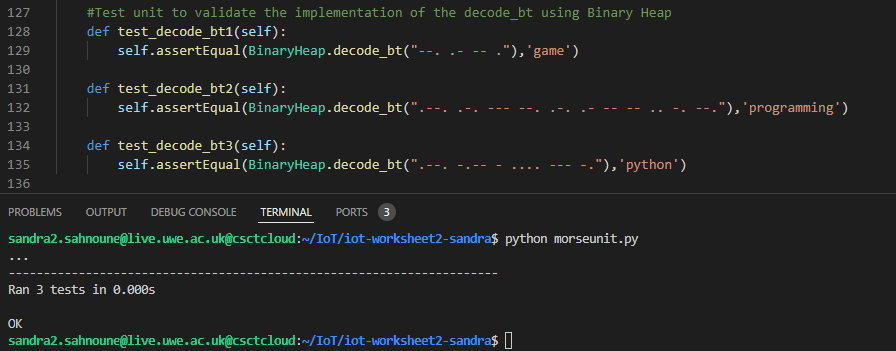 127 #Test unit to validate the implementation of the decode_bt using Binary Heap
128 def test_decode_bt1(self):
129 self.assertEqual(BinaryHeap.decode_bt("--. .- -- ."),'game')
130
131 def test_decode_bt2(self):
132 self.assertEqual(BinaryHeap.decode_bt(".--. .-. --- --. .-. .- -- -- .. -. --."),'programming')
133
134 def test_decode_bt3(self):
135 self.assertEqual(BinaryHeap.decode_bt(".--. -.-- - .... --- -."),'python')
136
PROBLEMS OUTPUT DEBUG CONSOLE TERMINAL PORTS 3
sandra2.sahnoune@live.uwe.ac.uk@csctcloud:~/IoT/iot-worksheet2-sandra$ python morseunit.py
...
----------------------------------------------------------------------
Ran 3 tests in 0.000s
OK
sandra2.sahnoune@live.uwe.ac.uk@csctcloud:~/IoT/iot-worksheet2-sandra$